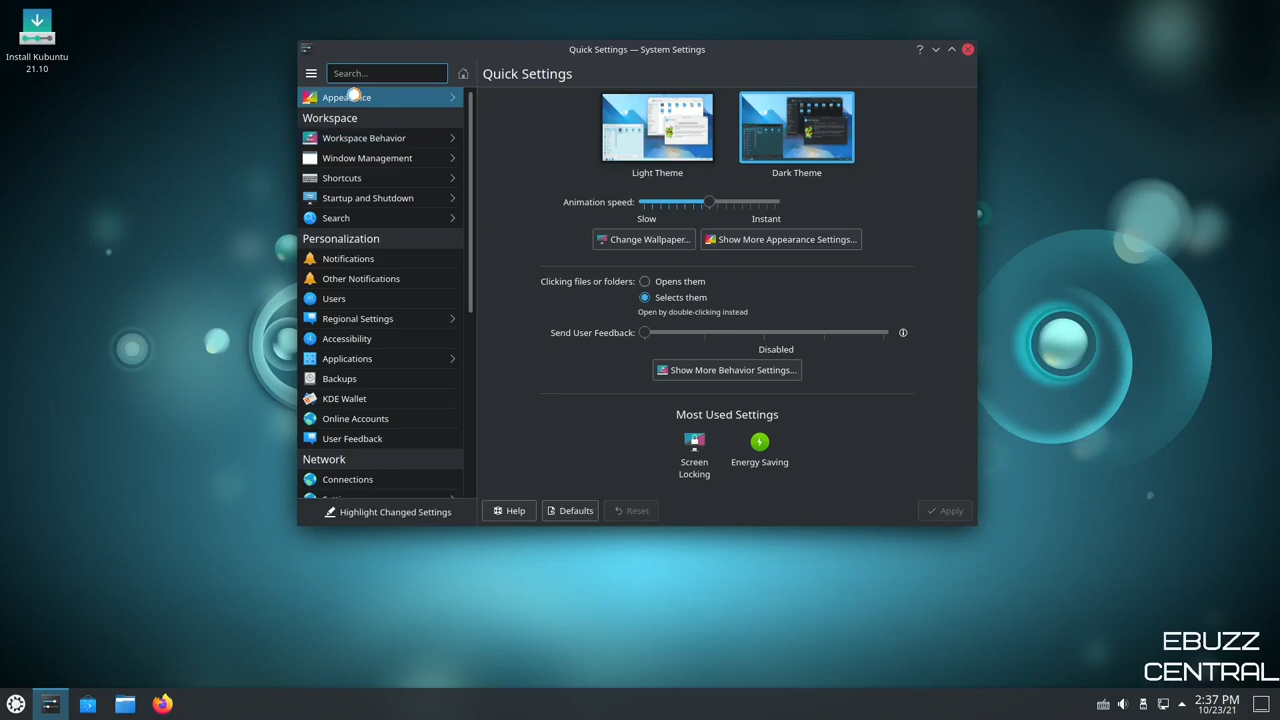 Install Kubuntu
21.10
Quick Settings — System Settings
Search...
Quick Settings
Appearance
Workspace
Workspace Behavior
Window Management
Shortcuts
Startup and Shutdown
Search
Personalization
Notifications
Other Notifications
Users
Regional Settings
Accessibility
Applications
Backups
KDE Wallet
Online Accounts
User Feedback
Network
Connections
Highlight Changed Settings
Light Theme
Dark Theme
Animation speed:
Slow
Instant
Change Wallpaper...
Show More Appearance Settings...
Clicking files or folders:
Opens them
Selects them
Open by double-clicking instead
Send User Feedback:
Disabled
Show More Behavior Settings...
Most Used Settings
Screen
Locking
Energy Saving
Help
Defaults
Reset
Apply
EBUZZ
CENTRAL
2:37 PM
10/23/21